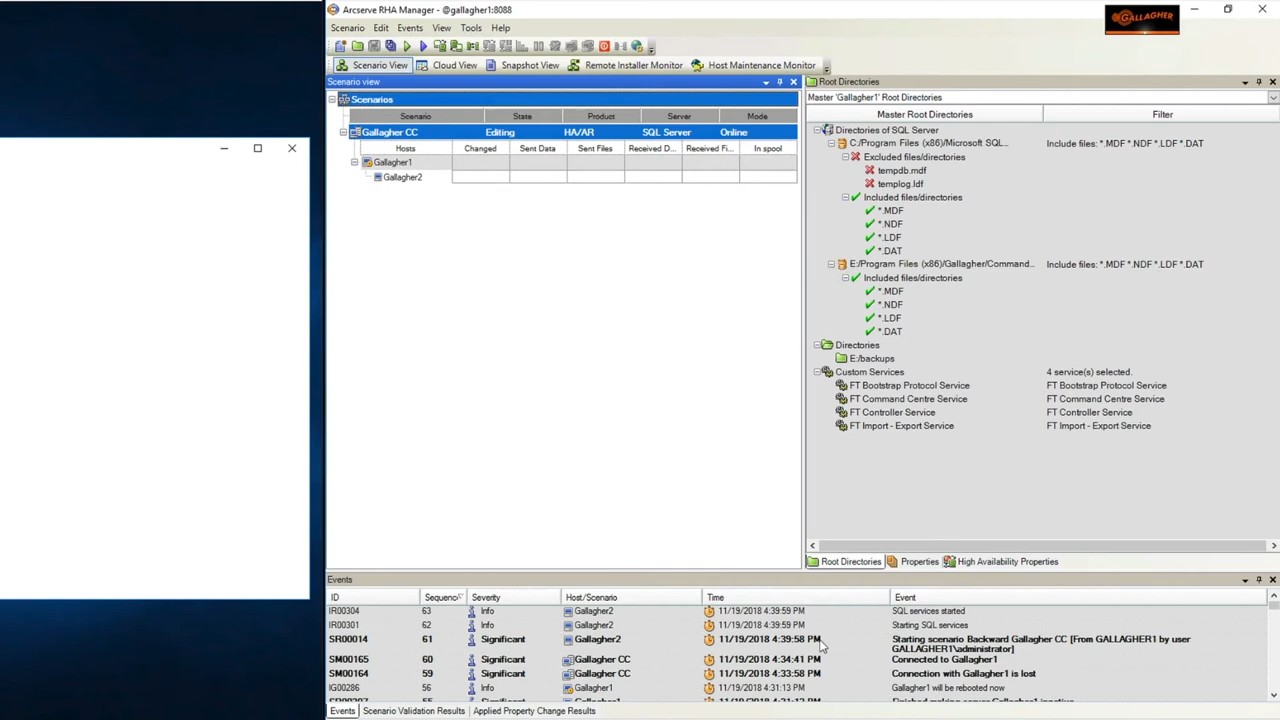 Arcserve RHA Manager - @gallagher1:8088
GALLAGHER
Scenario Edit Events View Tools Help
Scenario View Cloud View Snapshot View Remote Installer Monitor Host Maintenance Monitor
Scenario view
Scenarios
Scenario State Product Server Mode
Gallagher CC Editing HA/AR SQL Server Online
Hosts Changed Sent Data Sent Files Received D... Received Fi... In spool
Gallagher1
Gallagher2
Root Directories
Master 'Gallagher1' Root Directories
Master Root Directories Filter
Directories of SQL Server
C:/Program Files (x86)/Microsoft SQL... Include files: *.MDF *.NDF *.LDF *.DAT
Excluded files/directories
tempdb.mdf
templog.ldf
Included files/directories
*.MDF
*.NDF
*.LDF
*.DAT
E:/Program Files (x86)/Gallagher/Command... Include files: *.MDF *.NDF *.LDF *.DAT
Included files/directories
*.MDF
*.NDF
*.LDF
*.DAT
Directories
E:/backups
Custom Services 4 service(s) selected.
FT Bootstrap Protocol Service FT Bootstrap Protocol Service
FT Command Centre Service FT Command Centre Service
FT Controller Service FT Controller Service
FT Import - Export Service FT Import - Export Service
Root Directories Properties High Availability Properties
Events
ID Sequenc Severity Host/Scenario Time Event
IR00304 63 Info Gallagher2 11/19/2018 4:39:59 PM SQL services started
IR00301 62 Info Gallagher2 11/19/2018 4:39:59 PM Starting SQL services
SR00014 61 Significant Gallagher2 11/19/2018 4:39:58 PM Starting scenario Backward Gallagher CC [From GALLAGHER1 by user
GALLAGHER1\administrator]
SM00165 60 Significant Gallagher CC 11/19/2018 4:34:41 PM Connected to Gallagher1
SM00164 59 Significant Gallagher CC 11/19/2018 4:33:58 PM Connection with Gallagher1 is lost
IG00286 56 Info Gallagher1 11/19/2018 4:31:13 PM Gallagher1 will be rebooted now
Events Scenario Validation Results Applied Property Change Results